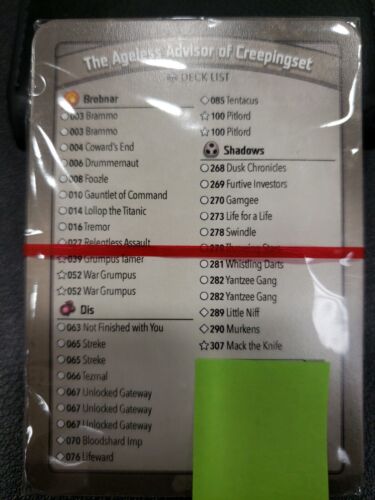 The Ageless Advisor of Creepingset
DECK LIST
Brobnar
003 Brammo
003 Brammo
004 Coward's End
006 Drummernaut
008 Foozle
010 Gauntlet of Command
014 Lollop the Titanic
016 Tremor
027 Relentless Assault
039 Grumpus Tamer
052 War Grumpus
052 War Grumpus
Dis
063 Not Finished with You
065 Streke
065 Streke
066 Tezmal
067 Unlocked Gateway
067 Unlocked Gateway
067 Unlocked Gateway
070 Bloodshard Imp
076 Lifeward
085 Tentacus
100 Pitlord
100 Pitlord
Shadows
268 Dusk Chronicles
269 Furtive Investors
270 Gamgee
273 Life for a Life
278 Swindle
281 Whistling Darts
282 Yantzee Gang
282 Yantzee Gang
289 Little Niff
290 Murkens
307 Mack the Knife